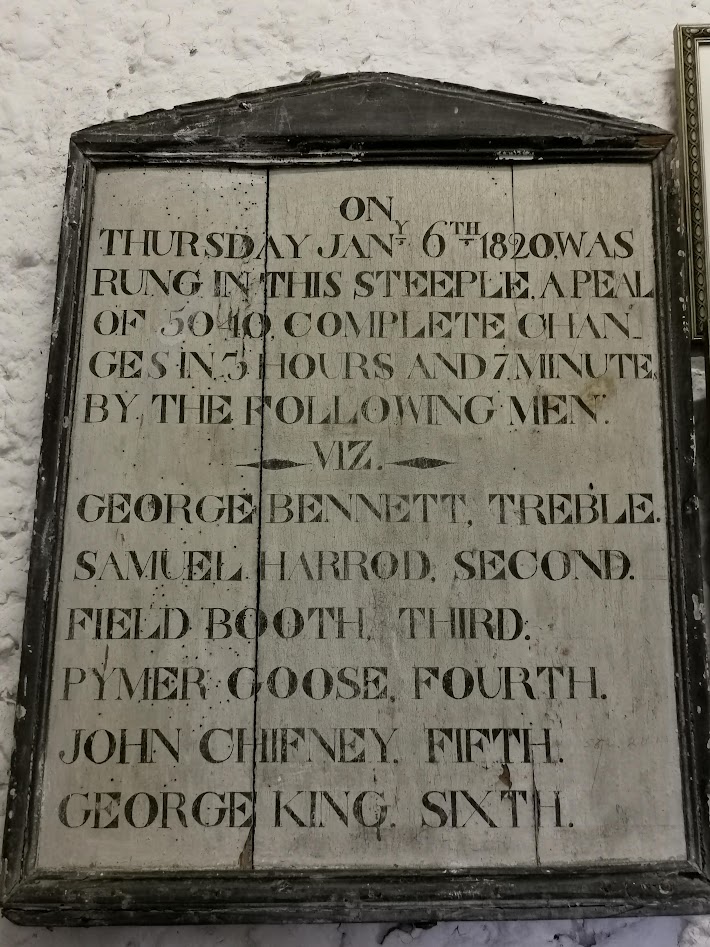 ON
THURSDAY JANY 6TH 1820, WAS
RUNG IN THIS STEEPLE, A PEAL
OF 5040, COMPLETE CHAN_
GES IN 3 HOURS AND 7 MINUTE,
BY THE FOLLOWING MEN.
VIZ.
GEORGE BENNETT, TREBLE.
SAMUEL HARROD, SECOND.
FIELD BOOTH, THIRD.
PYMER GOOSE, FOURTH.
JOHN CHIFNEY, FIFTH.
GEORGE KING, SIXTH.